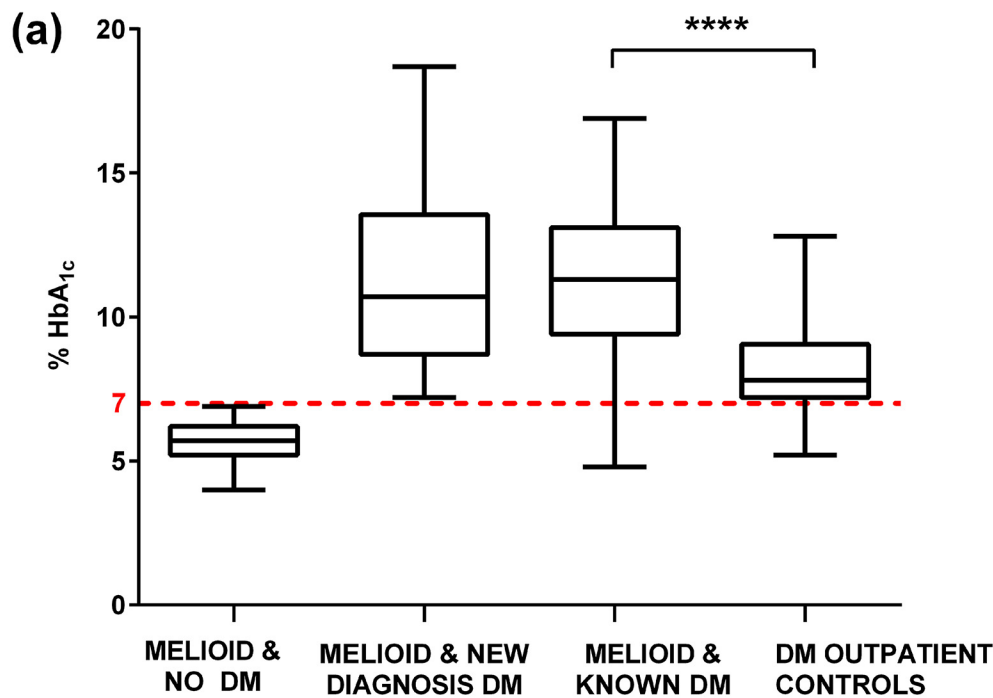 (a)
****
20
15
10
7
5
0
% HbA1c
MELIOID &
NO DM
MELIOID & NEW
DIAGNOSIS DM
MELIOID &
KNOWN DM
DM OUTPATIENT
CONTROLS